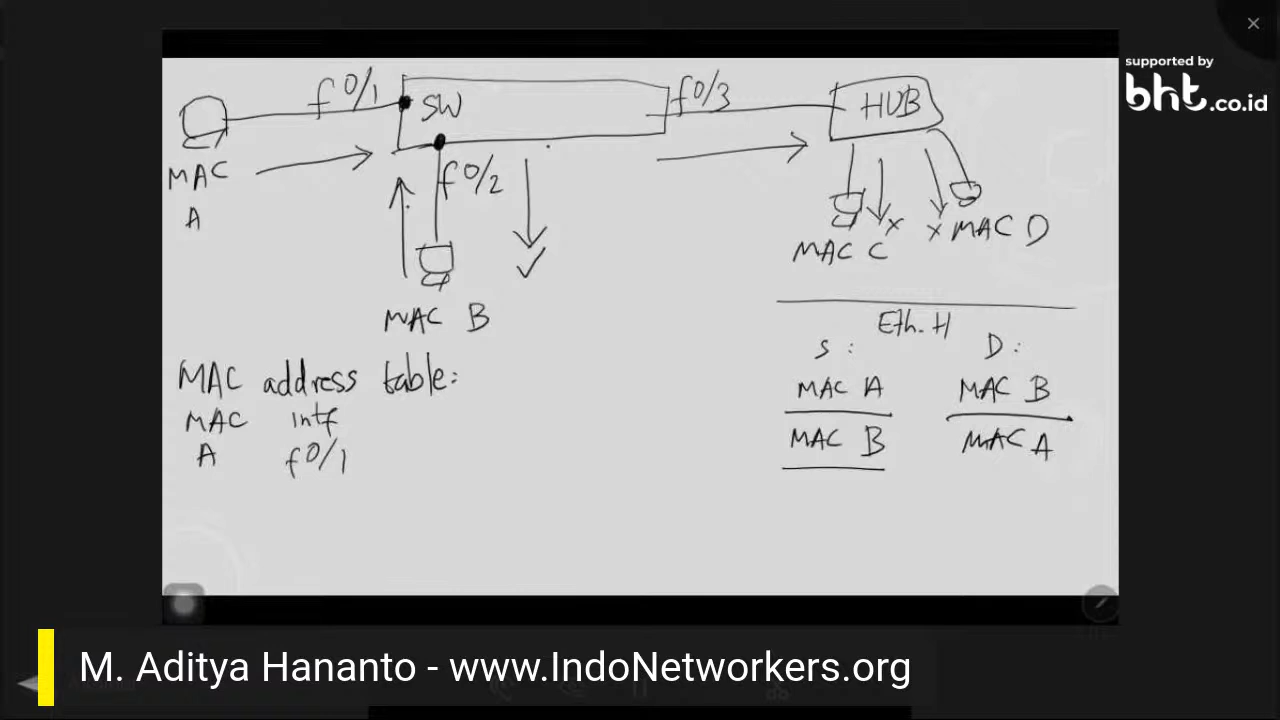 supported by
bht.co.id
f0/1
SW
f0/3
HUB
MAC
A
f0/2
x
x
MAC D
MAC C
MAC B
Eth. H
S :
D :
MAC address table:
MAC A
MAC B
MAC intf
MAC B
MAC A
A f0/1
M. Aditya Hananto - www.IndoNetworkers.org